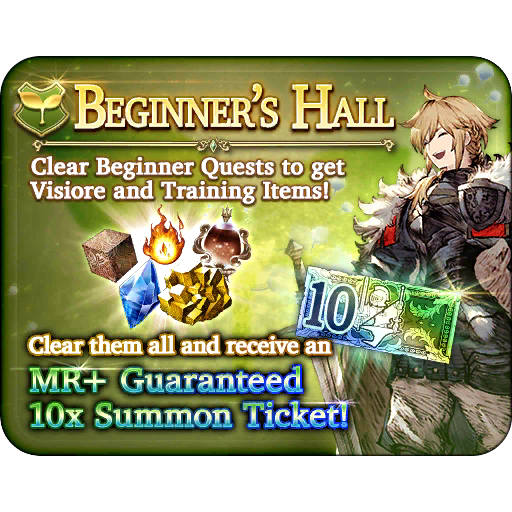 BEGINNER'S HALL
Clear Beginner Quests to get
Visiore and Training Items!
10
Clear them all and receive an
MR+ Guaranteed
10x Summon Ticket!